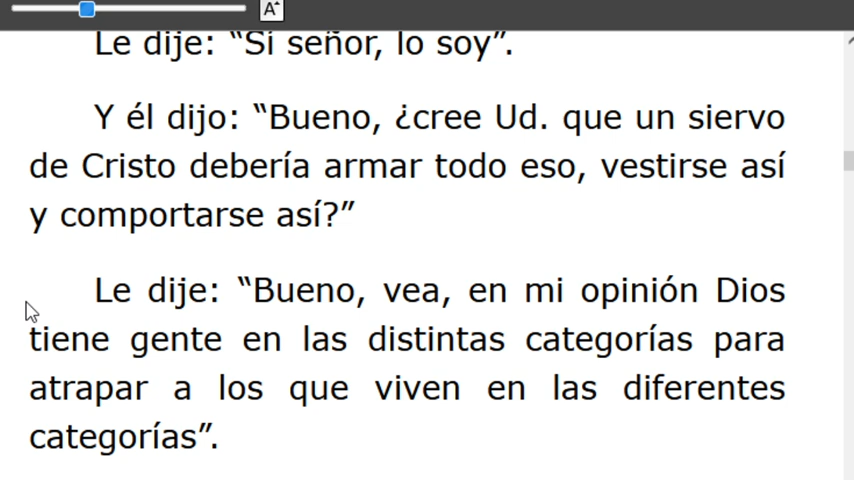 A
Le dije: “Sí señor, lo soy”.
Y él dijo: “Bueno, ¿cree Ud. que un siervo
de Cristo debería armar todo eso, vestirse así
y comportarse así?”
Le dije: “Bueno, vea, en mi opinión Dios
tiene gente en las distintas categorías para
atrapar a los que viven en las diferentes
categorías”.